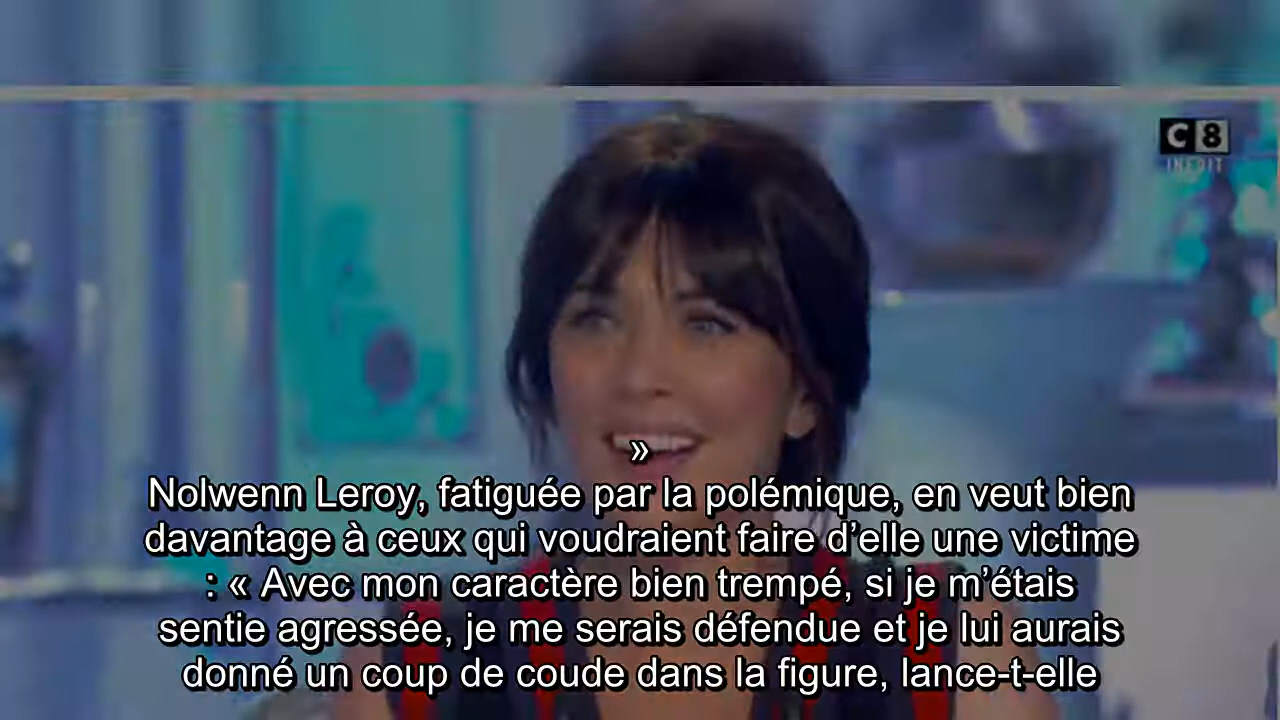 C8
INÉDIT
»
Nolwenn Leroy, fatiguée par la polémique, en veut bien
davantage à ceux qui voudraient faire d’elle une victime
: « Avec mon caractère bien trempé, si je m’étais
sentie agressée, je me serais défendue et je lui aurais
donné un coup de coude dans la figure, lance-t-elle